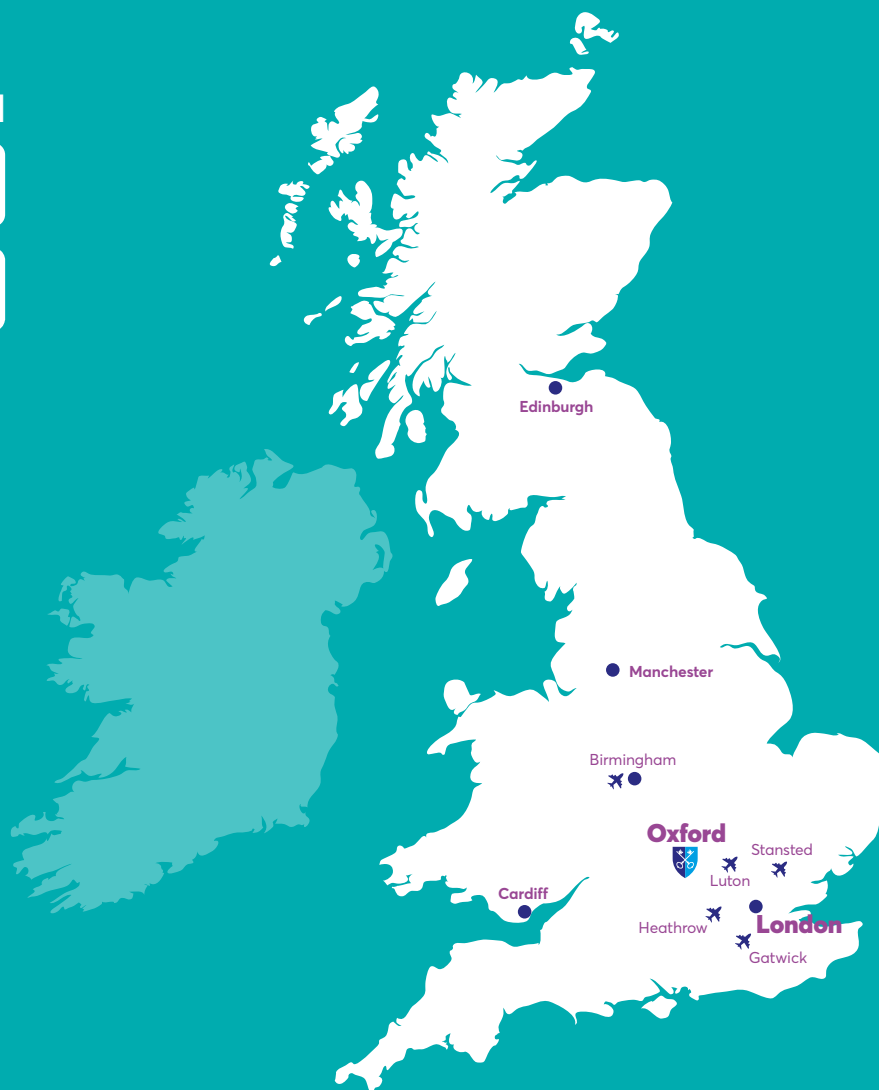 Edinburgh
Manchester
Birmingham
Oxford
Stansted
Luton
Cardiff
London
Heathrow
Gatwick